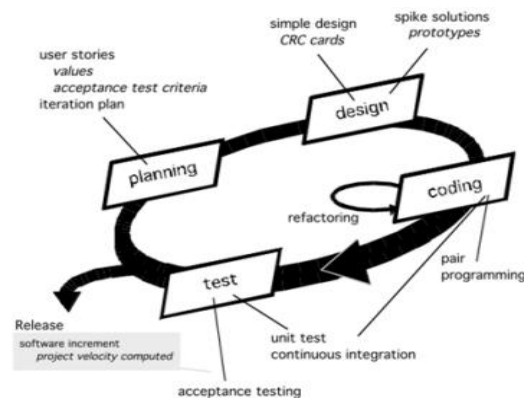 simple design
CRC cards
spike solutions
prototypes
user stories
values
acceptance test criteria
iteration plan
design
planning
coding
refactoring
test
pair
programming
Release
software increment
project velocity computed
unit test
continuous integration
acceptance testing